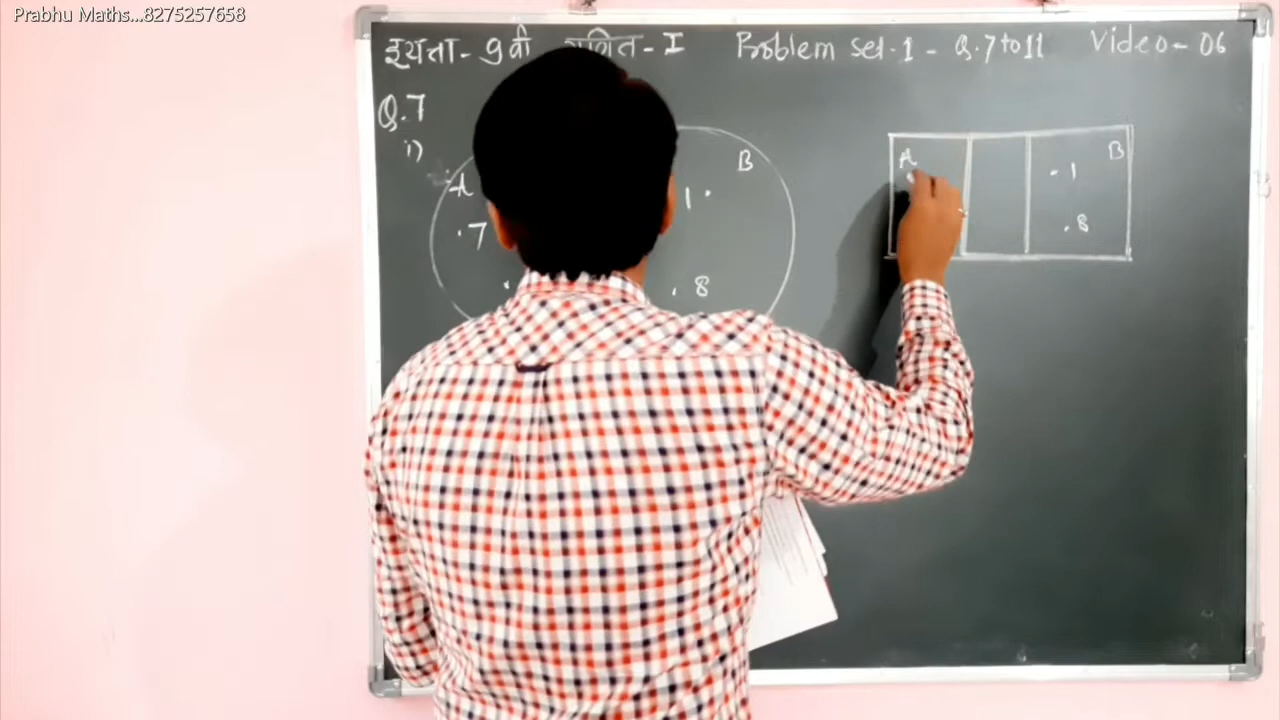 Prabhu Maths...8275257658
इयत्ता - 9वी गणित - I Problem set - 1 - Q.7 to 11 Video - 06
Q.7
i)
A B A B
7 1 1
8 8